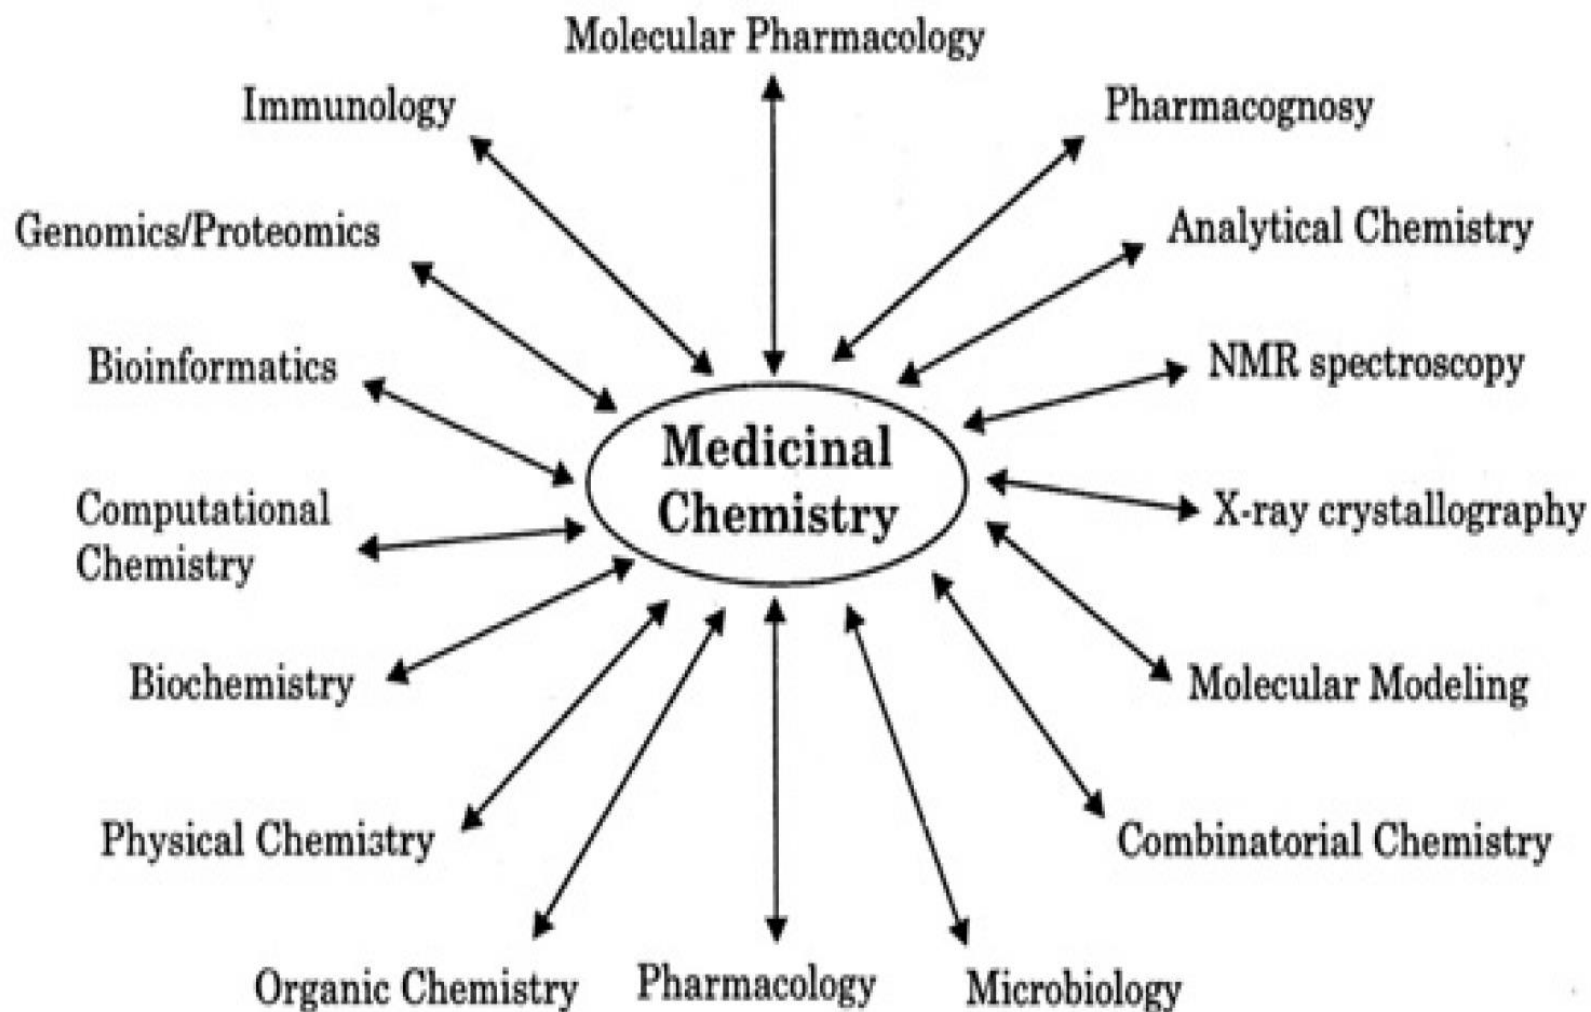 Molecular Pharmacology
Immunology
Pharmacognosy
Genomics/Proteomics
Analytical Chemistry
Bioinformatics
NMR spectroscopy
Medicinal
Chemistry
Computational
Chemistry
X-ray crystallography
Biochemistry
Molecular Modeling
Physical Chemistry
Combinatorial Chemistry
Organic Chemistry
Pharmacology
Microbiology